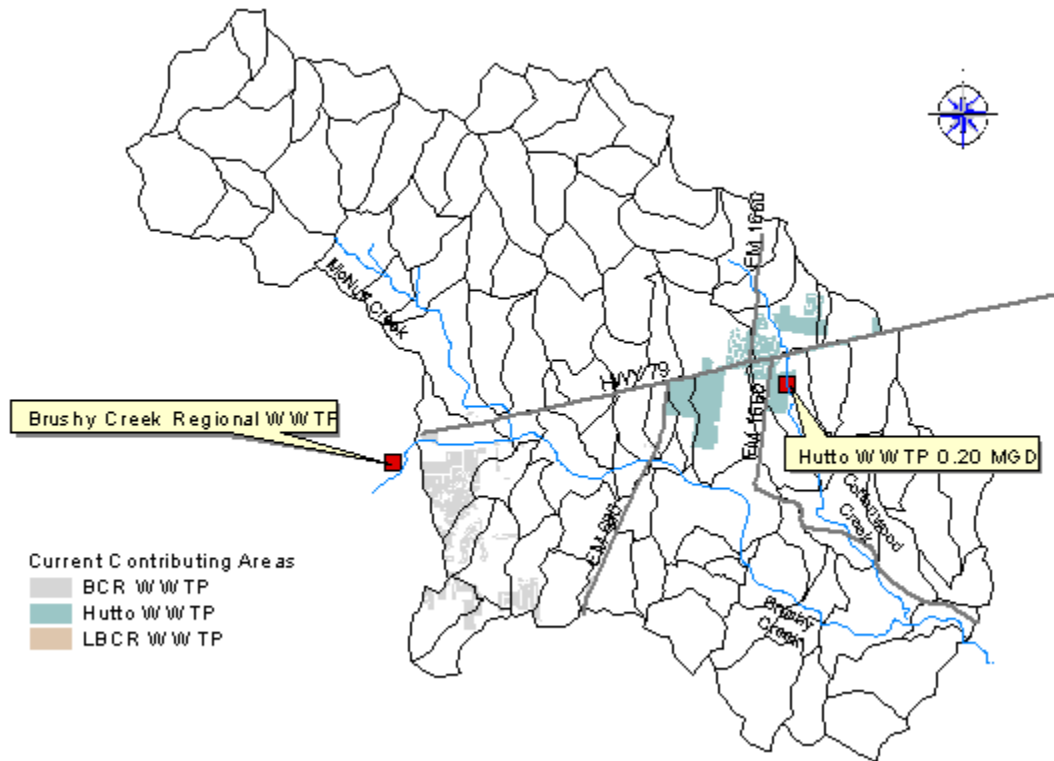 FM 1660
McNutt Creek
HWY 79
Brushy Creek Regional WWTP
FM 1660
Hutto WWTP 0.20 MGD
Cottonwood
Creek
FM 685
Current Contributing Areas
BCR WWTP
Hutto WWTP
LBCR WWTP
Brushy
Creek